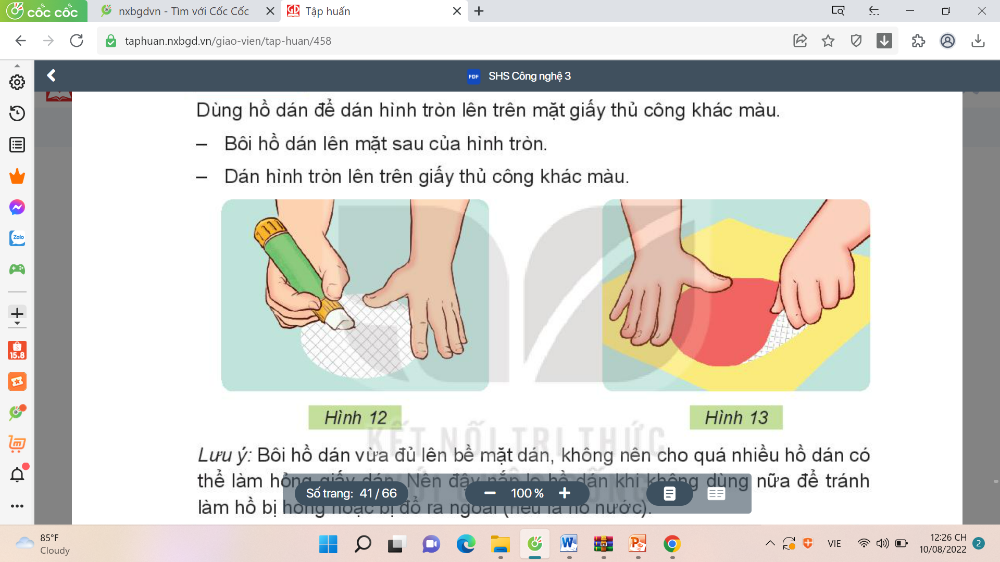 cốc cốc
nxbgdvn - Tìm với Cốc Cốc
Tập huấn
taphuan.nxbgd.vn/giao-vien/tap-huan/458
PDF SHS Công nghệ 3
Dùng hồ dán để dán hình tròn lên trên mặt giấy thủ công khác màu.
– Bôi hồ dán lên mặt sau của hình tròn.
– Dán hình tròn lên trên giấy thủ công khác màu.
Zalo
15.8
Hình 12
Hình 13
KẾT NỐI TRI THỨC
Lưu ý: Bôi hồ dán vừa đủ lên bề mặt dán, không nên cho quá nhiều hồ dán có
thể làm hỏng giấy dán. Nên đậy nắp lọ hồ dán khi không dùng nữa để tránh
làm hồ bị hỏng hoặc bị đổ ra ngoài (nếu là hồ nước).
Số trang: 41 / 66
100 %
85°F
Cloudy
VIE
12:26 CH
10/08/2022
2